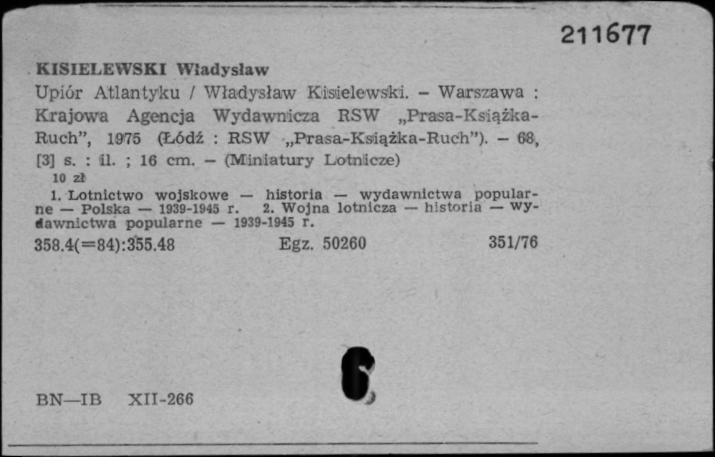 211677
KISIELEWSKI Władysław
Upiór Atlantyku / Władysław Kisielewski. – Warszawa :
Krajowa Agencja Wydawnicza RSW „Prasa-Książka-
Ruch”, 1975 (Łódź : RSW „Prasa-Książka-Ruch”). – 68,
[3] s. : il. ; 16 cm. – (Miniatury Lotnicze)
10 zł
1. Lotnictwo wojskowe — historia — wydawnictwa popular-
ne — Polska — 1939-1945 r. 2. Wojna lotnicza — historia — wy-
dawnictwa popularne — 1939-1945 r.
358.4(=84):355.48 Egz. 50260 351/76
BN—IB XII-266